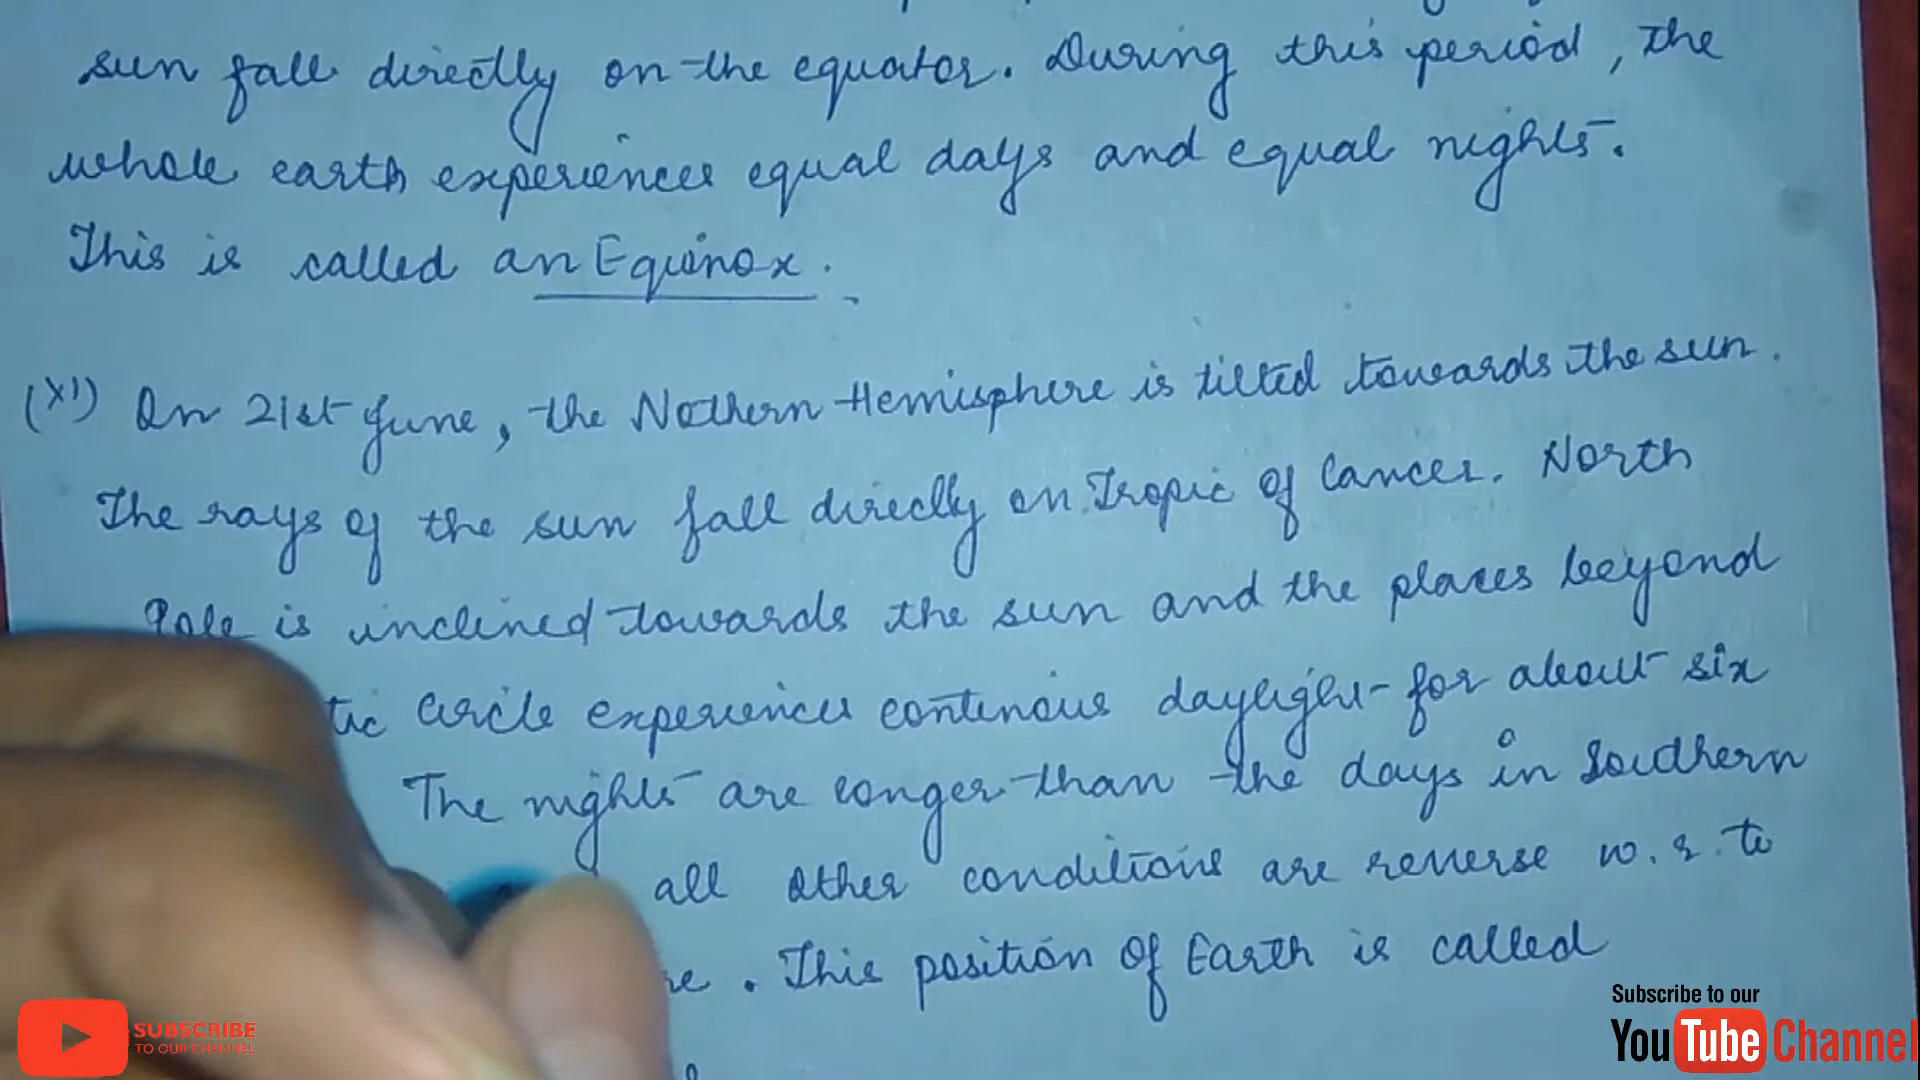 sun fall directly on the equator. During this period, the
whole earth experiences equal days and equal nights.
This is called an Equinox.
(XI) On 21st June, the Nothern Hemisphere is tilted towards the sun.
The rays of the sun fall directly on Tropic of Cancer. North
Pole is inclined towards the sun and the places beyond
tic Circle experiences continous daylight for about six
The nights are longer than the days in Southern
all other conditions are reverse w.r.to
re. This position of Earth is called
SUBSCRIBE
TO OUR CHANNEL
Subscribe to our
YouTube Channel